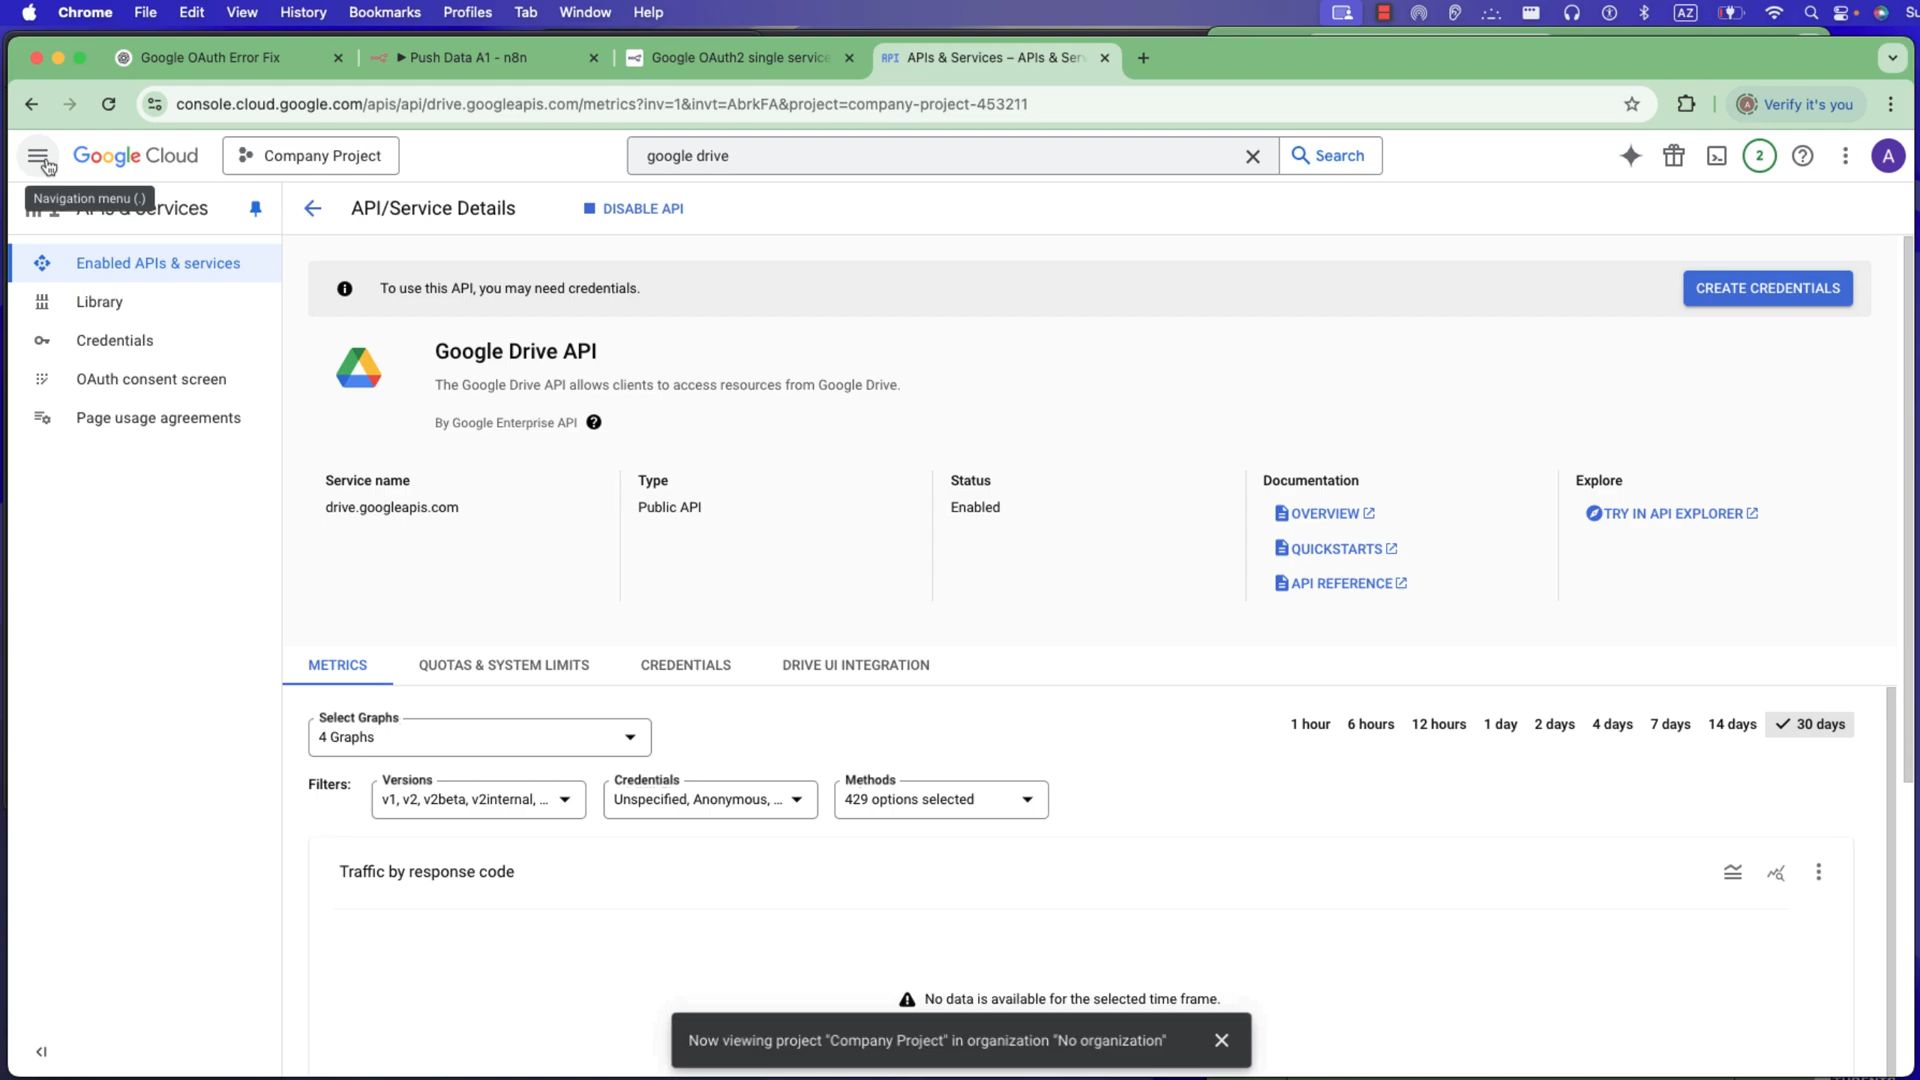 Chrome File Edit View History Bookmarks Profiles Tab Window Help AZ
Google OAuth Error Fix
Push Data A1 - n8n
Google OAuth2 single service
API APIs & Services – APIs & Ser
console.cloud.google.com/apis/api/drive.googleapis.com/metrics?inv=1&invt=AbrkFA&project=company-project-453211
Verify it's you
Google Cloud
Company Project
google drive
Search
2
A
Navigation menu (.)
API/Service Details
DISABLE API
Enabled APIs & services
Library
Credentials
OAuth consent screen
Page usage agreements
To use this API, you may need credentials.
CREATE CREDENTIALS
Google Drive API
The Google Drive API allows clients to access resources from Google Drive.
By Google Enterprise API
Service name
drive.googleapis.com
Type
Public API
Status
Enabled
Documentation
OVERVIEW
QUICKSTARTS
API REFERENCE
Explore
TRY IN API EXPLORER
METRICS
QUOTAS & SYSTEM LIMITS
CREDENTIALS
DRIVE UI INTEGRATION
Select Graphs
4 Graphs
1 hour 6 hours 12 hours 1 day 2 days 4 days 7 days 14 days 30 days
Filters:
Versions
v1, v2, v2beta, v2internal, ...
Credentials
Unspecified, Anonymous, ...
Methods
429 options selected
Traffic by response code
No data is available for the selected time frame.
Now viewing project "Company Project" in organization "No organization"